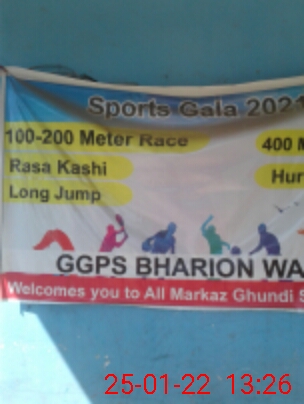 Sports Gala 2021
100-200 Meter Race
400 M
Rasa Kashi
Hur
Long Jump
GGPS BHARION WA
Welcomes you to All Markaz Ghundi S
25-01-22 13:26